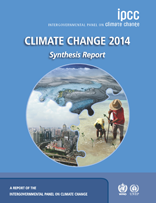 ipcc
INTERGOVERNMENTAL PANEL ON climate change
CLIMATE CHANGE 2014
Synthesis Report
A REPORT OF THE
INTERGOVERNMENTAL PANEL ON CLIMATE CHANGE